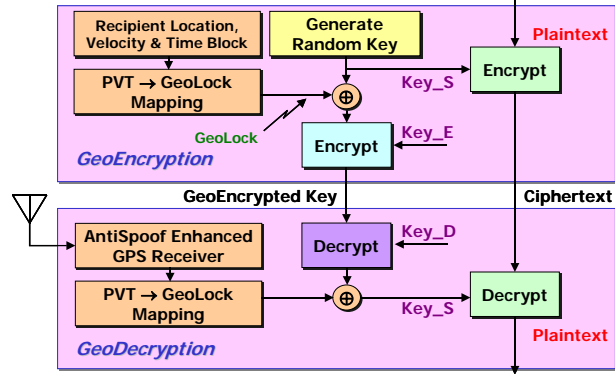 Recipient Location,
Velocity & Time Block
Generate
Random Key
Plaintext
PVT → GeoLock
Mapping
⊕
Key_S
Encrypt
GeoLock
Encrypt
Key_E
GeoEncryption
GeoEncrypted Key
Ciphertext
AntiSpoof Enhanced
GPS Receiver
Decrypt
Key_D
PVT → GeoLock
Mapping
⊕
Key_S
Decrypt
Plaintext
GeoDecryption